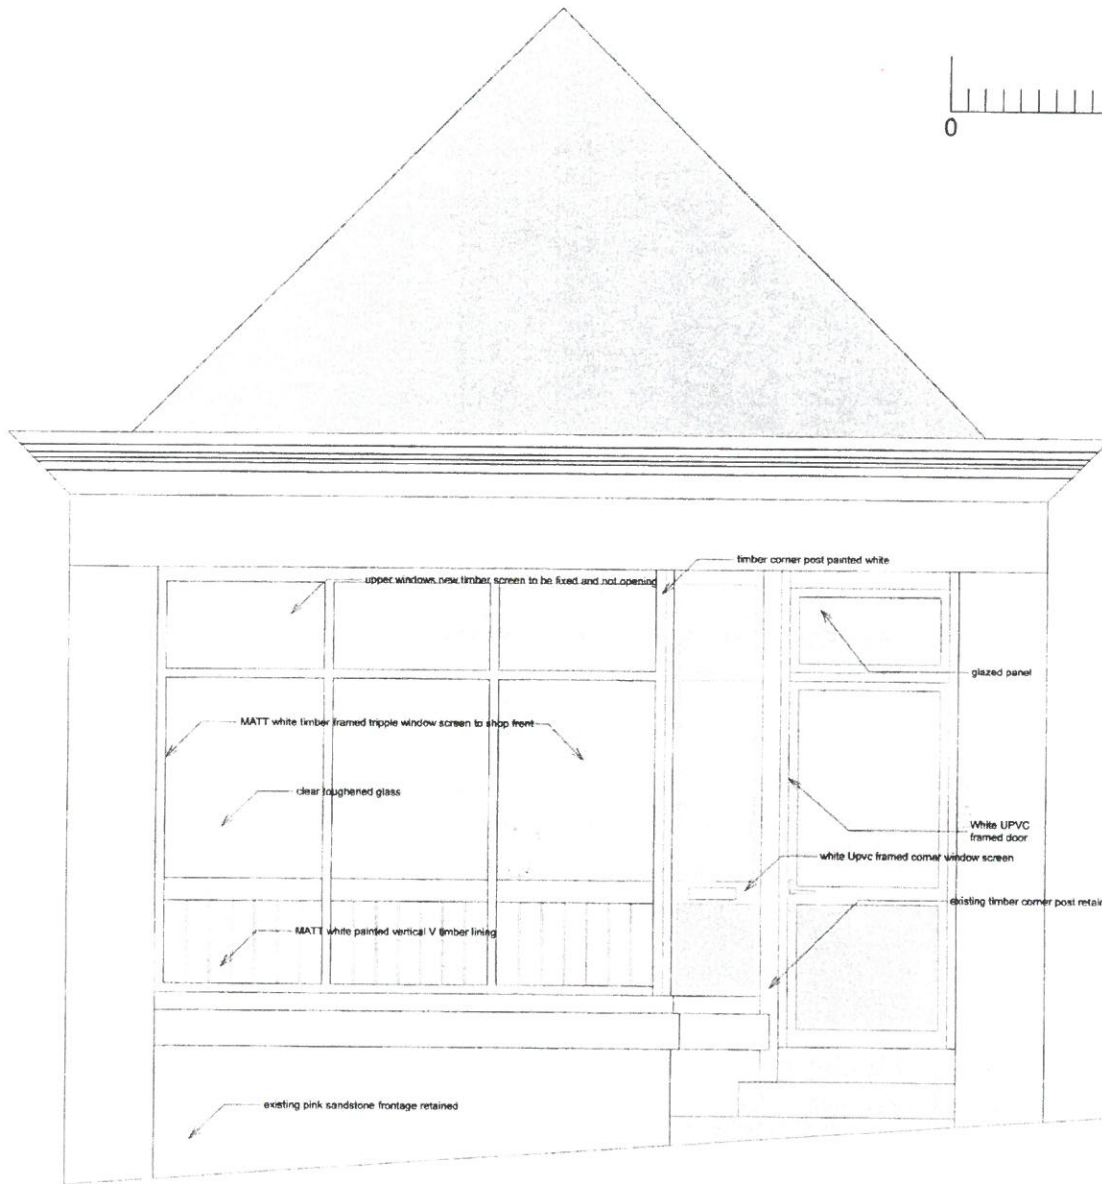 0
timber corner post painted white
upper windows new timber screen to be fixed and not opening
glazed panel
MATT white timber framed tripple window screen to shop front
clear toughened glass
White UPVC
framed door
white Upvc framed corner window screen
existing timber corner post retain
MATT white painted vertical V timber lining
existing pink sandstone frontage retained